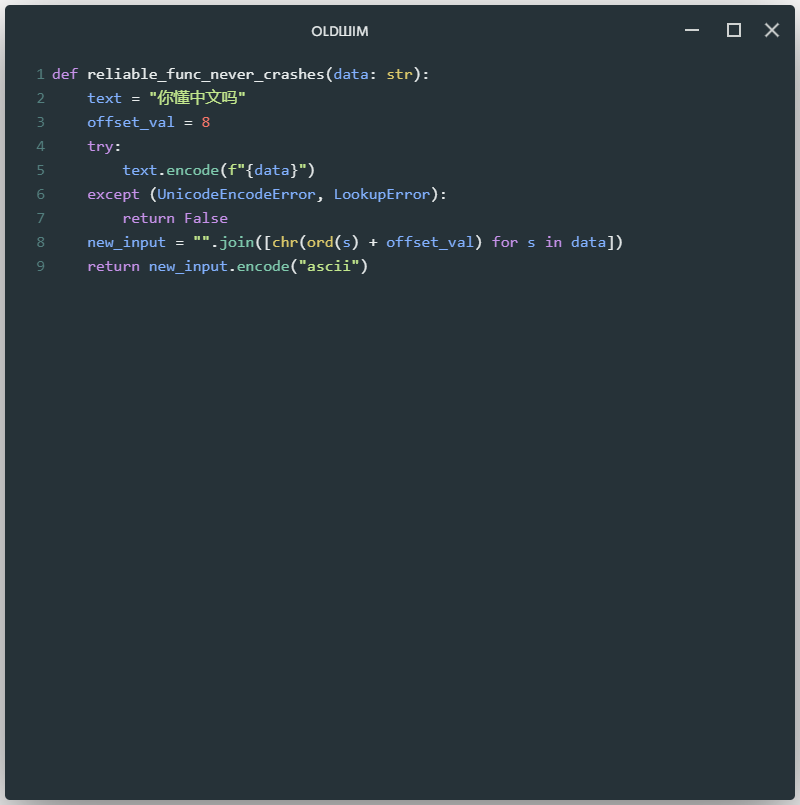 OLDШIM
1 def reliable_func_never_crashes(data: str):
2     text = "你懂中文吗"
3     offset_val = 8
4     try:
5         text.encode(f"{data}")
6     except (UnicodeEncodeError, LookupError):
7         return False
8     new_input = "".join([chr(ord(s) + offset_val) for s in data])
9     return new_input.encode("ascii")